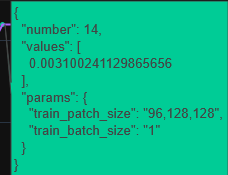 {
"number": 14,
"values": [
0.003100241129865656
],
"params": {
"train_patch_size": "96,128,128",
"train_batch_size": "1"
}
}